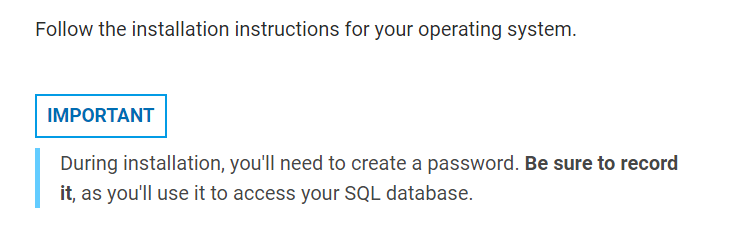 Follow the installation instructions for your operating system.
IMPORTANT
During installation, you'll need to create a password. Be sure to record
it, as you'll use it to access your SQL database.